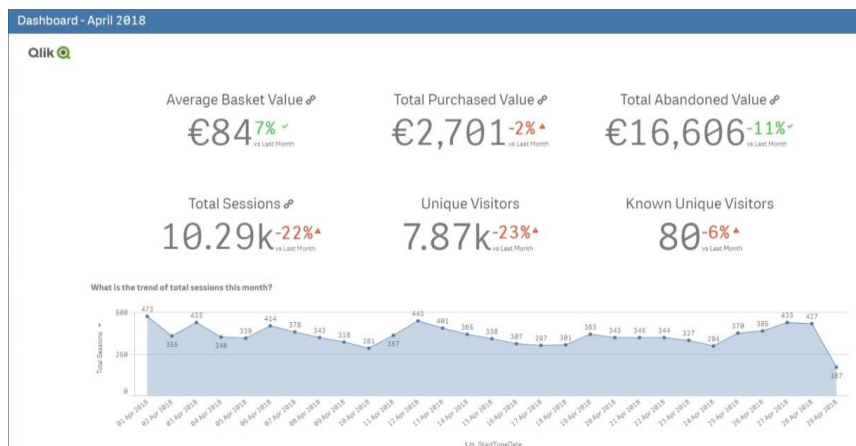 Dashboard - April 2018
Qlik
Average Basket Value
€84 7%
vs Last Month
Total Purchased Value
€2,701 -2%
vs Last Month
Total Abandoned Value
€16,606 -11%
vs Last Month
Total Sessions
10.29k -22%
vs Last Month
Unique Visitors
7.87k -23%
vs Last Month
Known Unique Visitors
80 -6%
vs Last Month
What is the trend of total sessions this month?
Total Sessions
500
250
0
473 355 433 346 339 414 378 343 318 281 357 443 401 365 338 307 297 301 363 343 345 344 327 294 370 386 433 427 167
01 Apr 2018 02 Apr 2018 03 Apr 2018 04 Apr 2018 05 Apr 2018 06 Apr 2018 07 Apr 2018 08 Apr 2018 09 Apr 2018 10 Apr 2018 11 Apr 2018 12 Apr 2018 13 Apr 2018 14 Apr 2018 15 Apr 2018 16 Apr 2018 17 Apr 2018 18 Apr 2018 19 Apr 2018 20 Apr 2018 21 Apr 2018 22 Apr 2018 23 Apr 2018 24 Apr 2018 25 Apr 2018 26 Apr 2018 27 Apr 2018 28 Apr 2018 29 Apr 2018